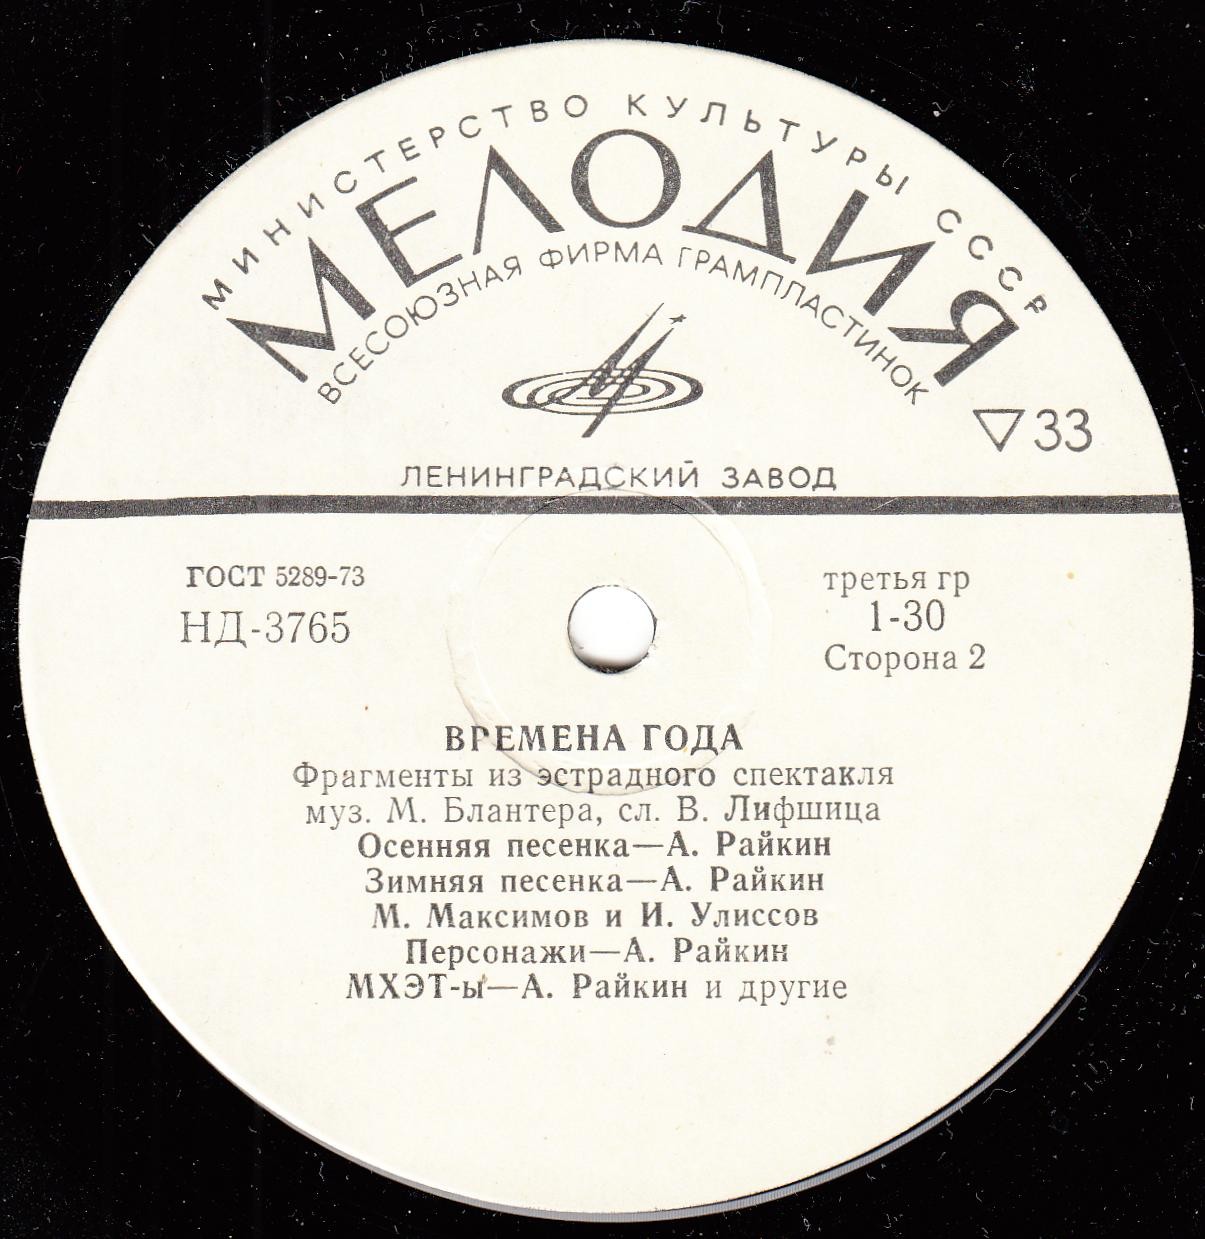 МИНИСТЕРСТВО КУЛЬТУРЫ СССР
МЕЛОДИЯ
ВСЕСОЮЗНАЯ ФИРМА ГРАМПЛАСТИНОК
33
ЛЕНИНГРАДСКИЙ ЗАВОД
ГОСТ 5289-73
НД-3765
третья гр
1-30
Сторона 2
ВРЕМЕНА ГОДА
Фрагменты из эстрадного спектакля
муз. М. Блантера, сл. В. Лифшица
Осенняя песенка—А. Райкин
Зимняя песенка—А. Райкин
М. Максимов и И. Улиссов
Персонажи—А. Райкин
МХЭТ-ы—А. Райкин и другие